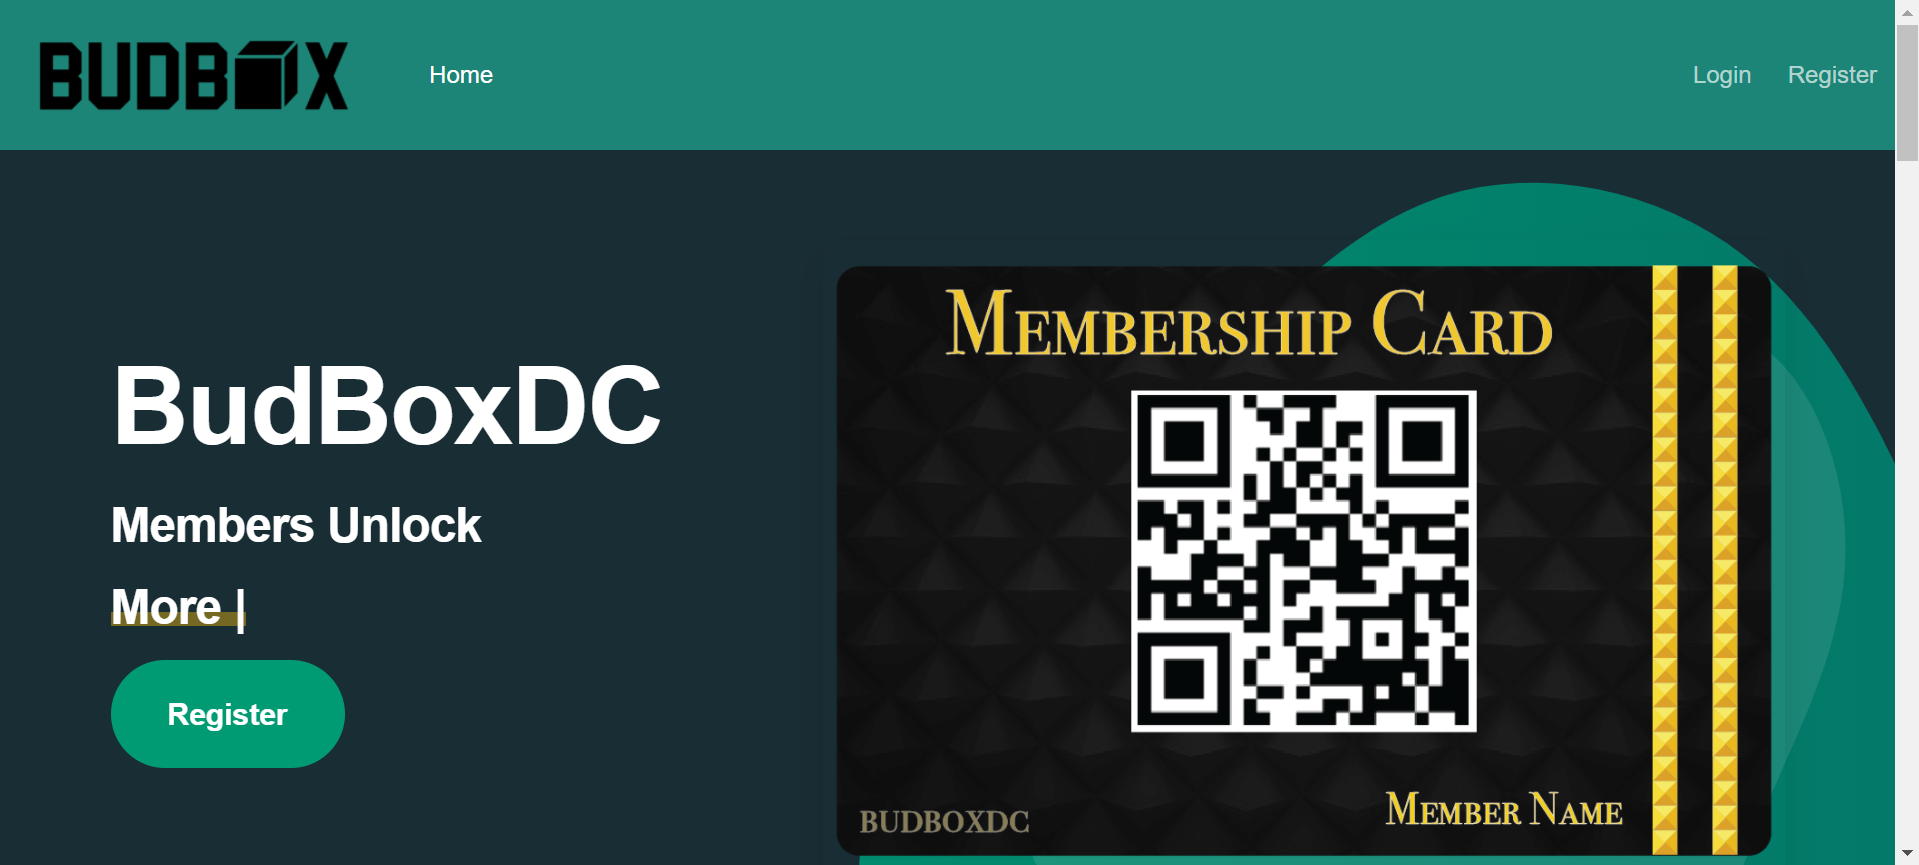 BUDBOX
Home
Login
Register
BudBoxDC
Members Unlock
More |
Register
MEMBERSHIP CARD
BUDBOXDC
MEMBER NAME